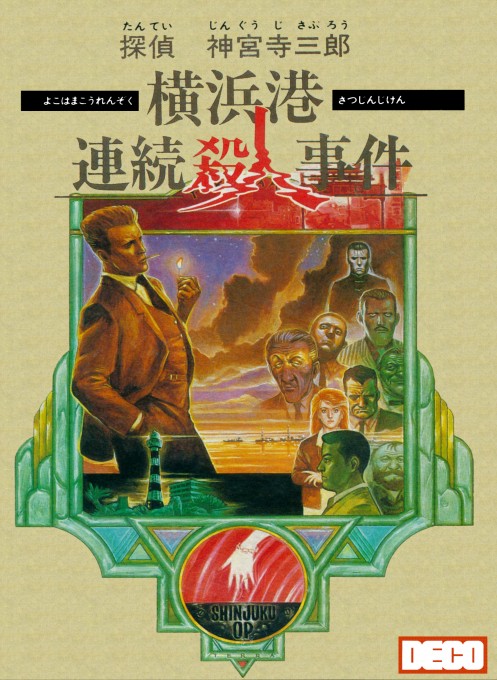 たんてい じんぐうじ さぶろう
探偵 神宮寺三郎
よこはまこうれんぞく 横浜港 さつじんじけん
連続殺人事件
SHINJUKU
OP.
DECO